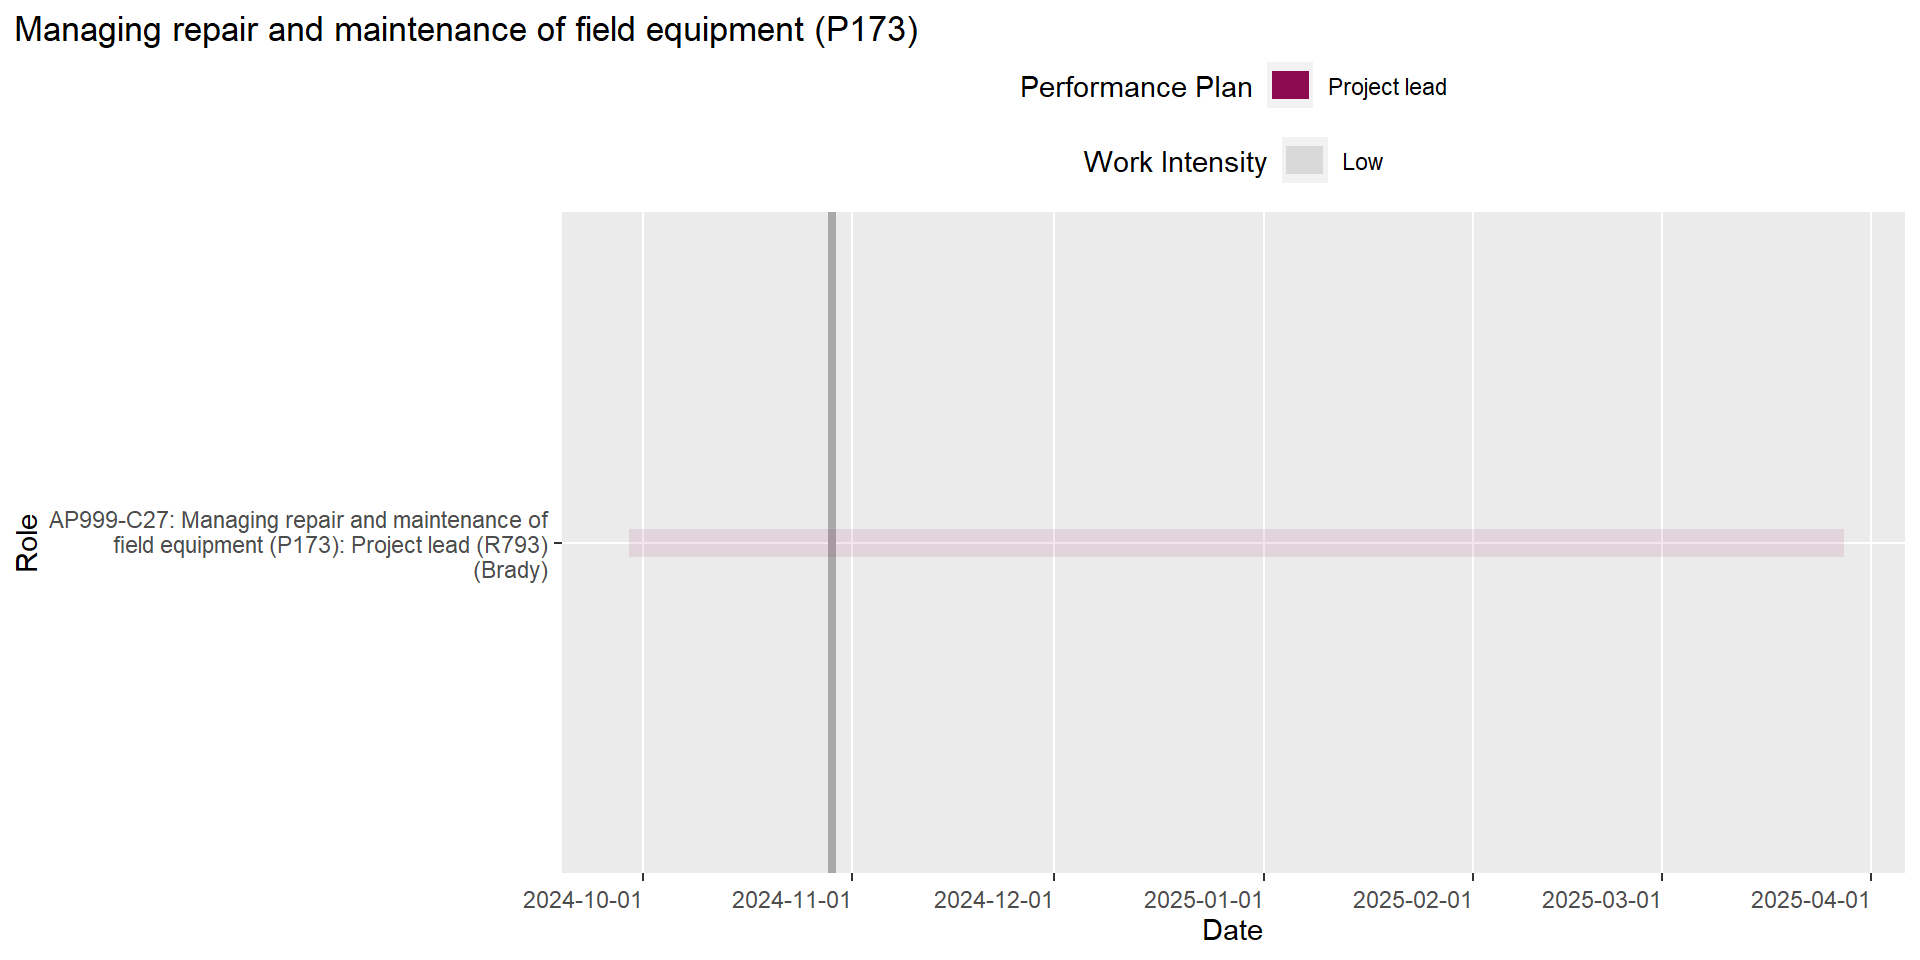 Managing repair and maintenance of field equipment (P173)
Performance Plan
Project lead
Work Intensity
Low
Role
AP999-C27: Managing repair and maintenance of
field equipment (P173): Project lead (R793)
(Brady)
2024-10-01
2024-11-01
2024-12-01
2025-01-01
2025-02-01
2025-03-01
2025-04-01
Date